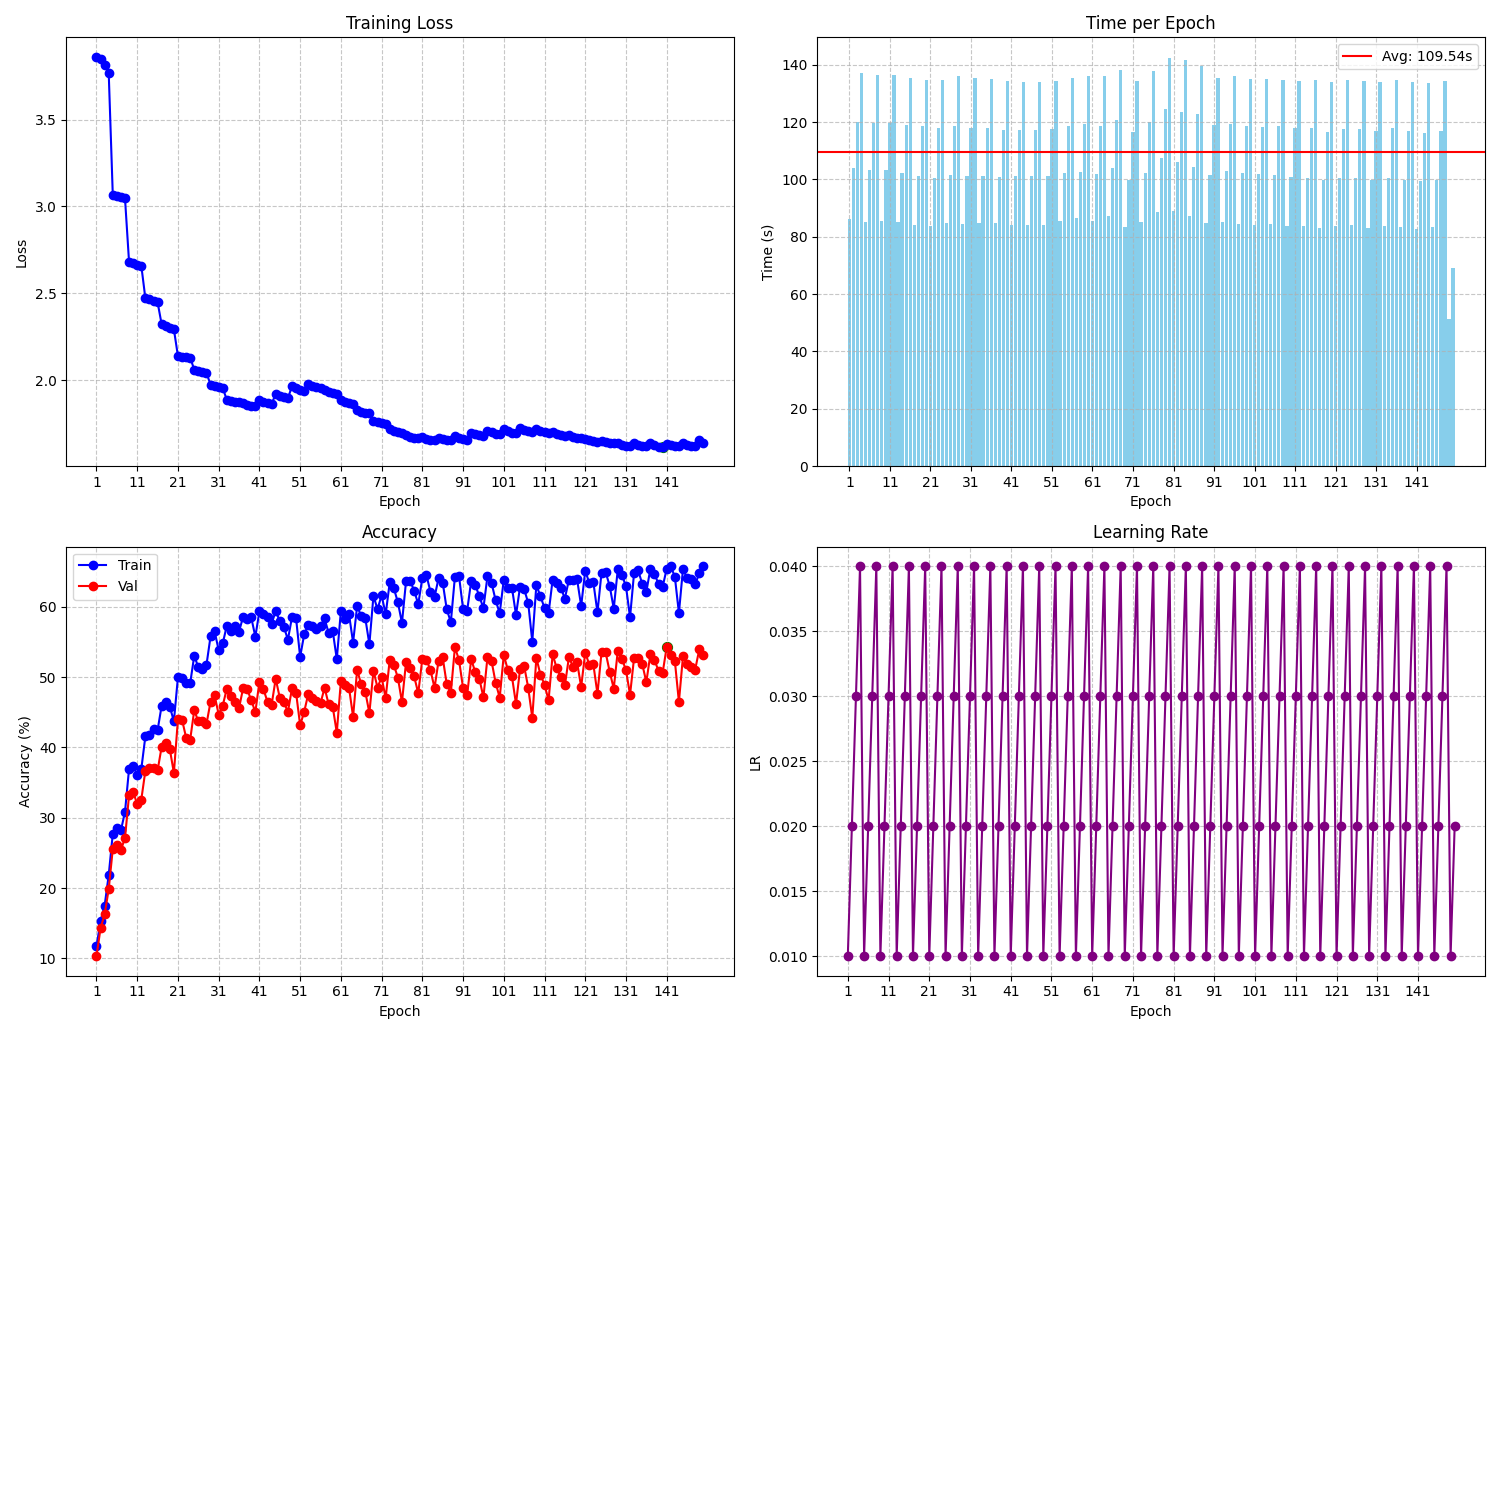 Training Loss
Loss
3.5
3.0
2.5
2.0
1 11 21 31 41 51 61 71 81 91 101 111 121 131 141
Epoch
Time per Epoch
Avg: 109.54s
Time (s)
140
120
100
80
60
40
20
0
1 11 21 31 41 51 61 71 81 91 101 111 121 131 141
Epoch
Accuracy
Train
Val
Accuracy (%)
60
50
40
30
20
10
1 11 21 31 41 51 61 71 81 91 101 111 121 131 141
Epoch
Learning Rate
LR
0.040
0.035
0.030
0.025
0.020
0.015
0.010
1 11 21 31 41 51 61 71 81 91 101 111 121 131 141
Epoch